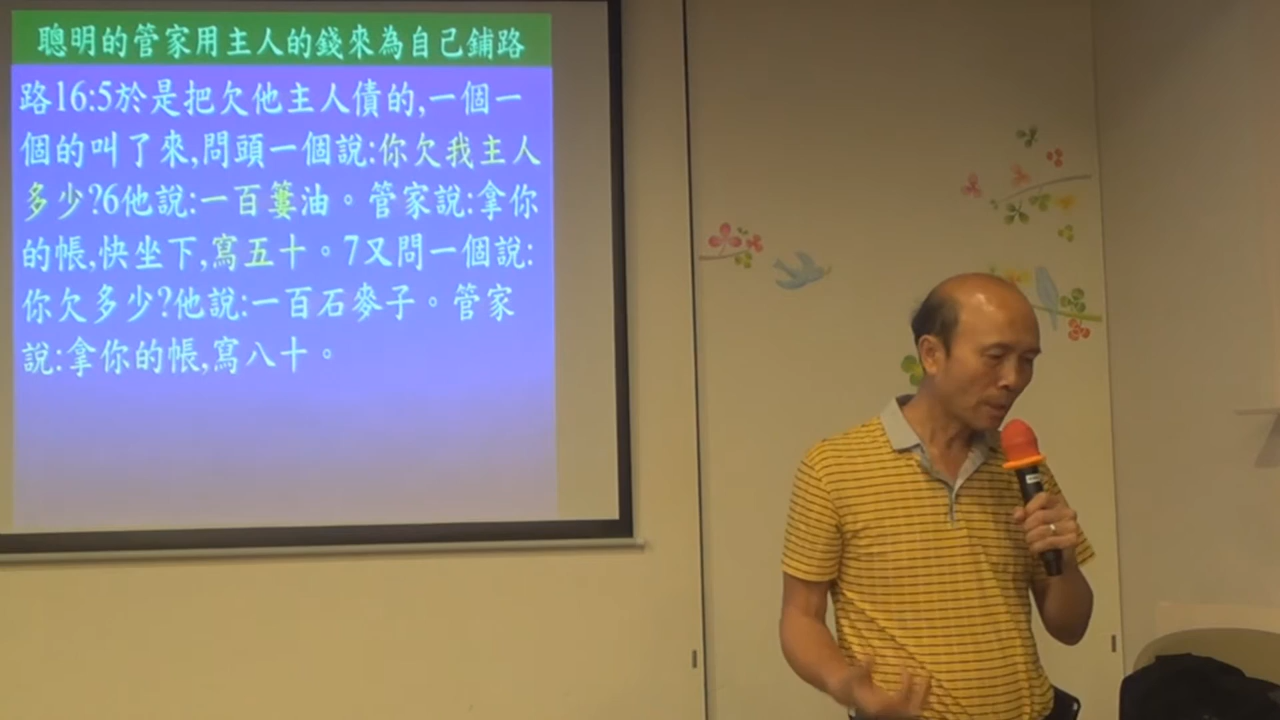 聰明的管家用主人的錢來為自己鋪路
路16:5於是把欠他主人債的,一個一
個的叫了來,問頭一個說:你欠我主人
多少?6他說:一百簍油。管家說:拿你
的帳,快坐下,寫五十。7又問一個說:
你欠多少?他說:一百石麥子。管家
說:拿你的帳,寫八十。